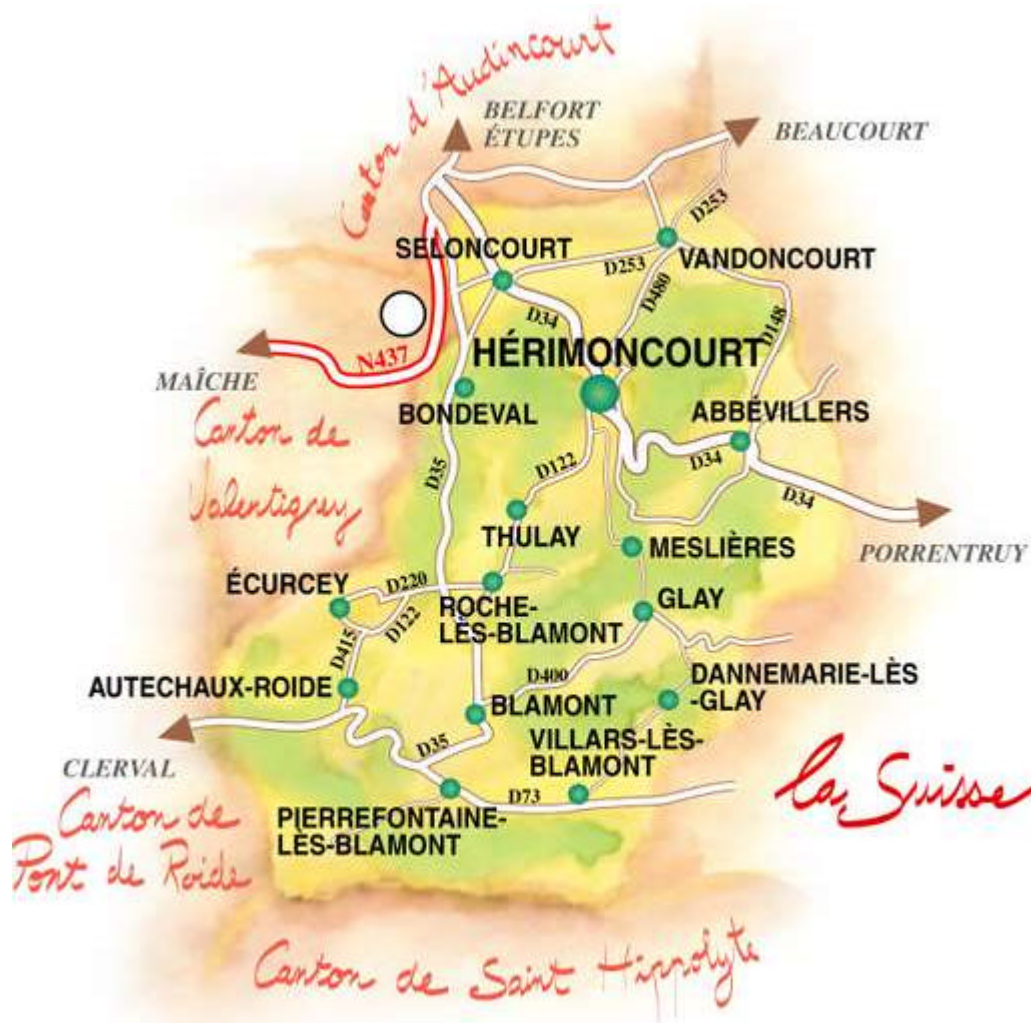 Canton d'Audincourt
BELFORT
ÉTUPES
BEAUCOURT
D253
SELONCOURT
D253
VANDONCOURT
D480
D34
D148
N437
HÉRIMONCOURT
MAÎCHE
BONDEVAL
ABBÉVILLERS
Canton de
Valentigney
D35
D122
D34
D34
THULAY
MESLIÈRES
PORRENTRUY
ÉCURCEY
D220
D122
ROCHE-
LÈS-BLAMONT
GLAY
D415
D400
DANNEMARIE-LÈS
-GLAY
AUTECHAUX-ROIDE
BLAMONT
VILLARS-LÈS-
BLAMONT
D35
CLERVAL
la Suisse
D73
Canton de
Pont de Roide
PIERREFONTAINE-
LÈS-BLAMONT
Canton de Saint Hippolyte